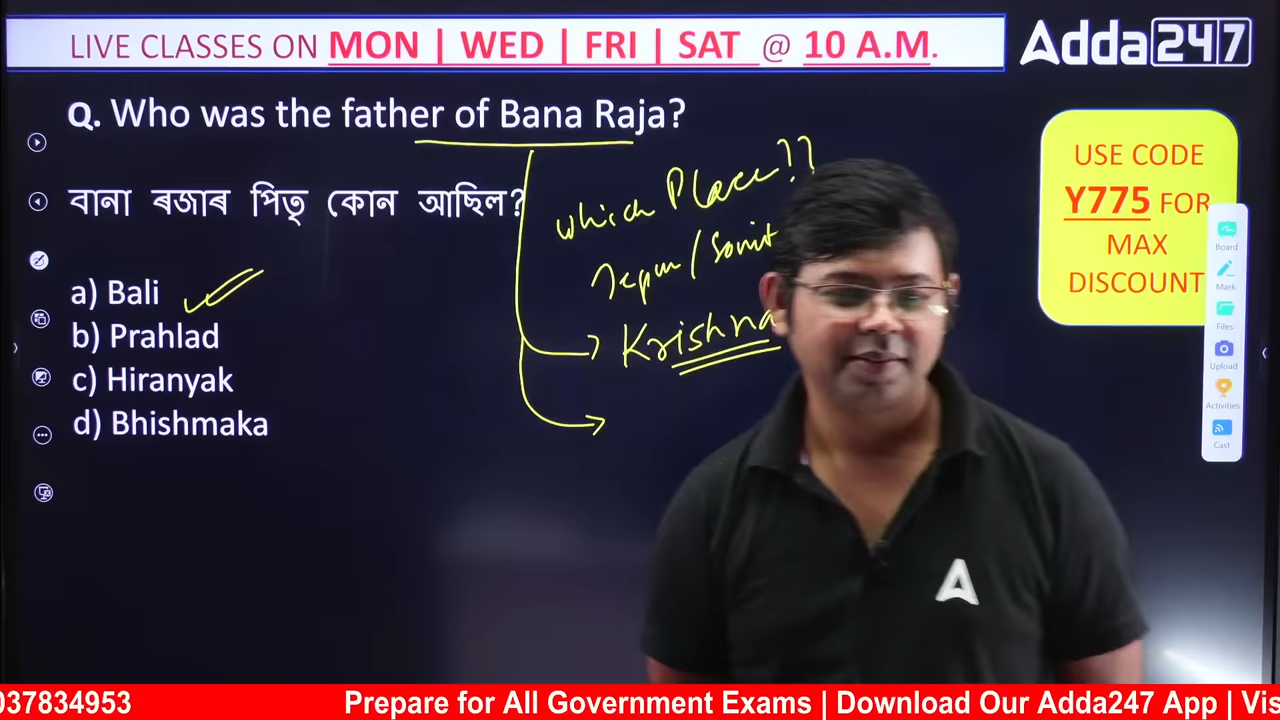 LIVE CLASSES ON MON | WED | FRI | SAT @ 10 A.M.
Adda247
Q. Who was the father of Bana Raja?
বানা ৰজাৰ পিতৃ কোন আছিল?
a) Bali
b) Prahlad
c) Hiranyak
d) Bhishmaka
which Place??
/ Sonit
Krishna
USE CODE
Y775 FOR
MAX
DISCOUNT
Board
Mark
Files
Upload
Activities
Cast
037834953 Prepare for All Government Exams | Download Our Adda247 App | Vis